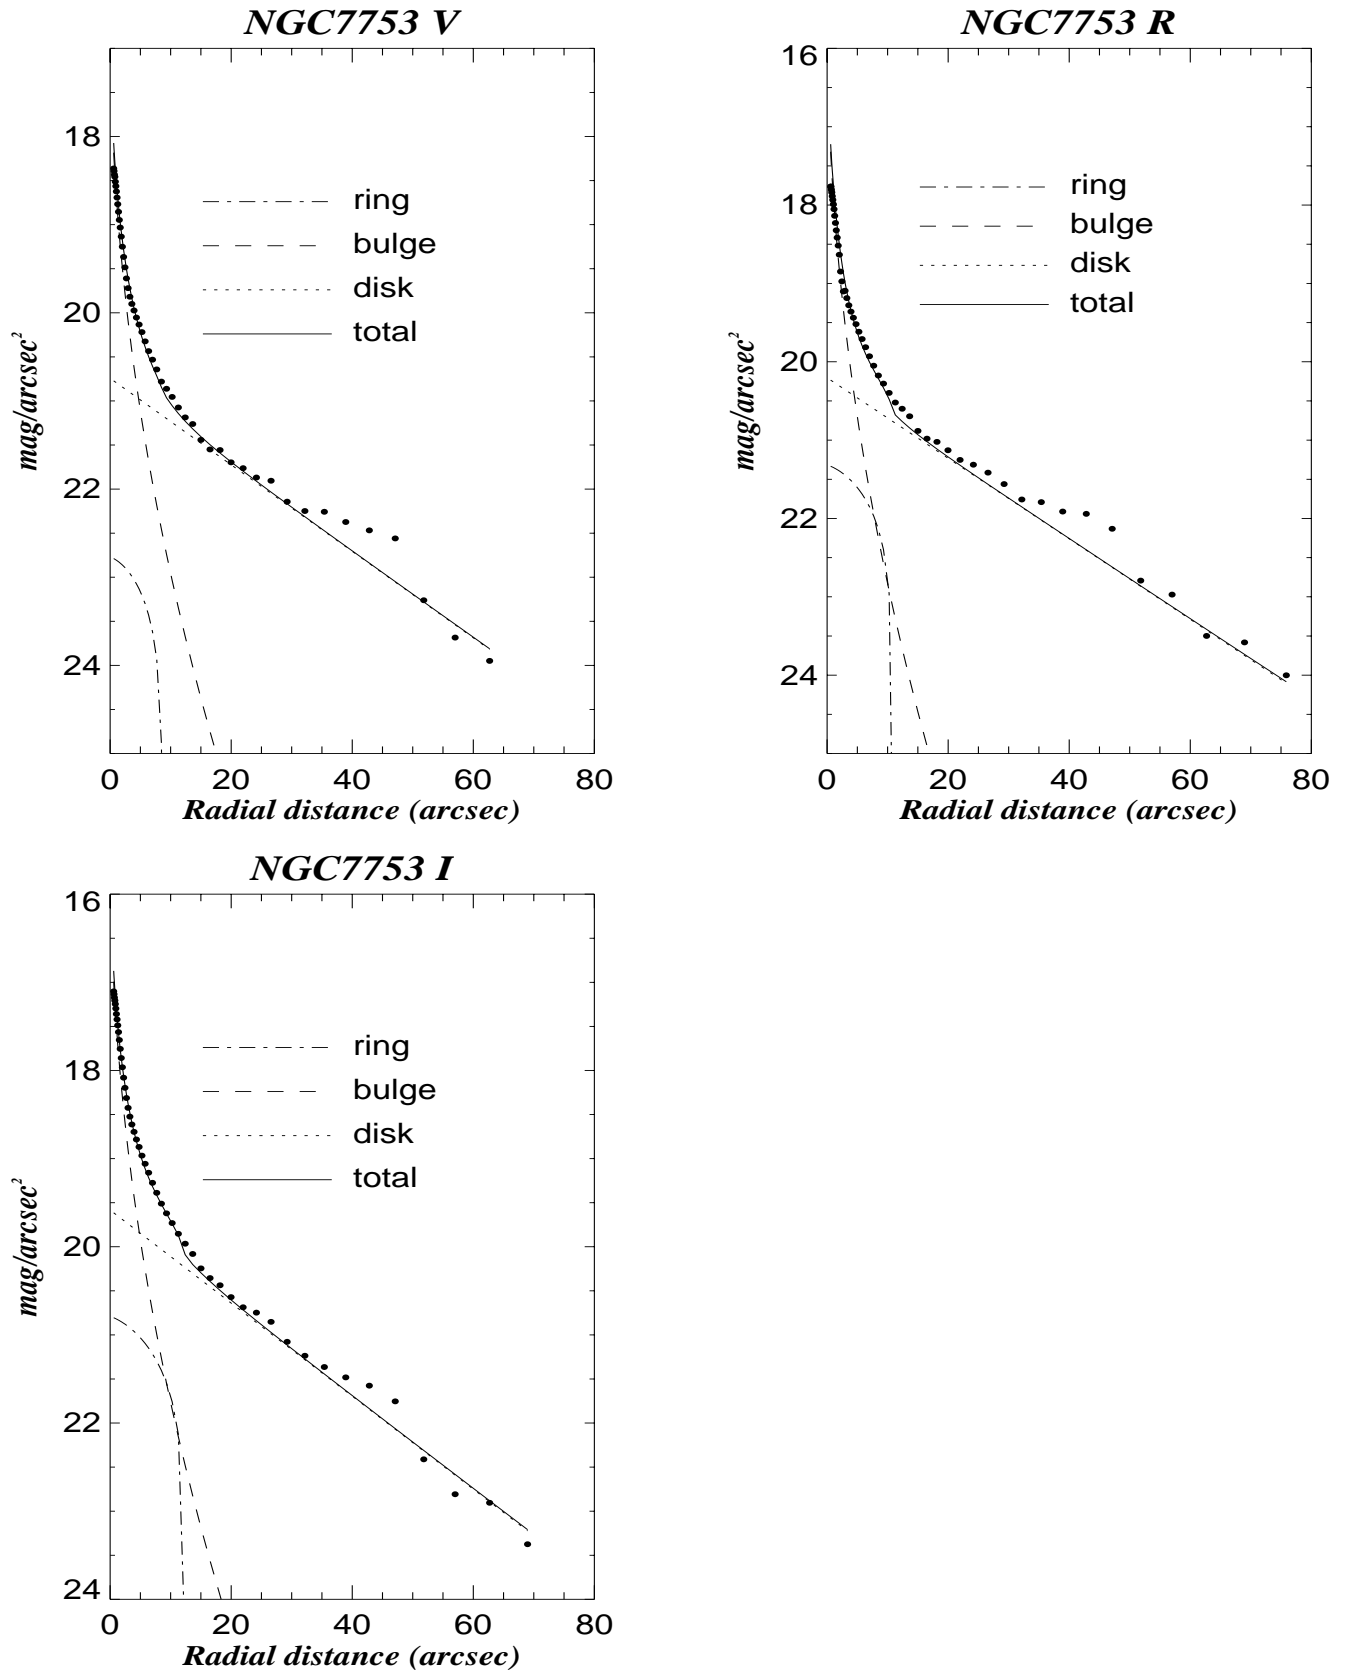 NGC7753 V
18
20
22
24
mag/arcsec²
ring
bulge
disk
total
0 20 40 60 80
Radial distance (arcsec)
NGC7753 R
16
18
20
22
24
mag/arcsec²
ring
bulge
disk
total
0 20 40 60 80
Radial distance (arcsec)
NGC7753 I
16
18
20
22
24
mag/arcsec²
ring
bulge
disk
total
0 20 40 60 80
Radial distance (arcsec)